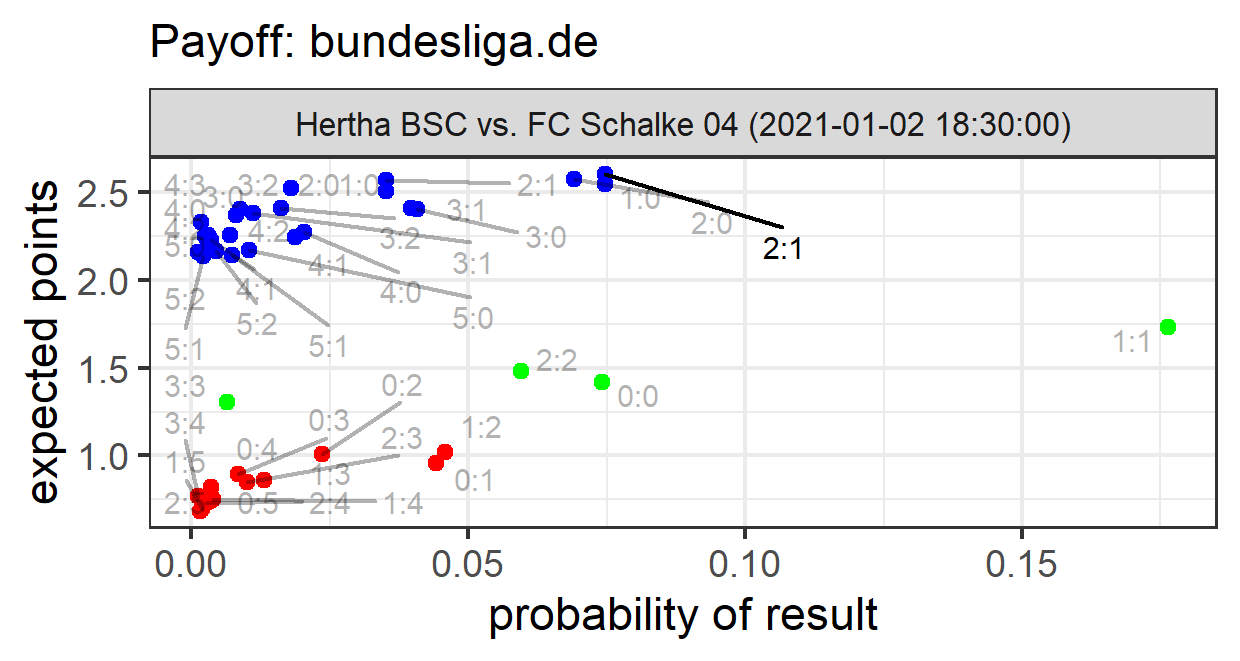 Payoff: bundesliga.de
Hertha BSC vs. FC Schalke 04 (2021-01-02 18:30:00)
expected points
2.5
2.0
1.5
1.0
4:3 3:2 2:0 1:0 2:1
4:0 3:0 3:1 1:0 2:0
4:2 3:2 3:0 2:1
4:1 3:1
5:2 4:1 4:0
5:2 5:0
5:1 5:1
1:1
2:2
3:3 0:2 0:0
3:4 0:3 1:2
0:4 2:3
1:5 1:3 0:1
0:5 2:4 1:4
0.00 0.05 0.10 0.15
probability of result